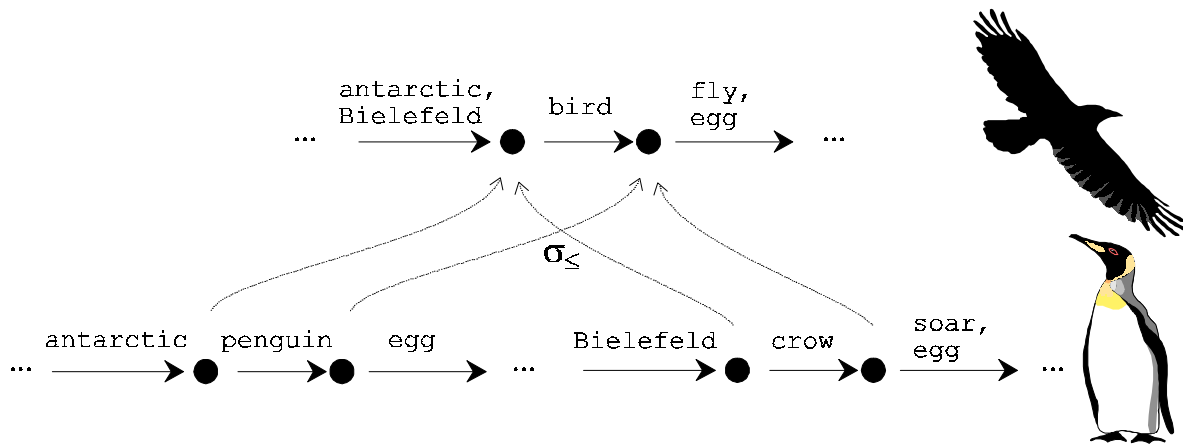 antarctic,
Bielefeld
bird
fly,
egg
... ... 
σ≤
antarctic
penguin
egg
Bielefeld
crow
soar,
egg
... ... ...